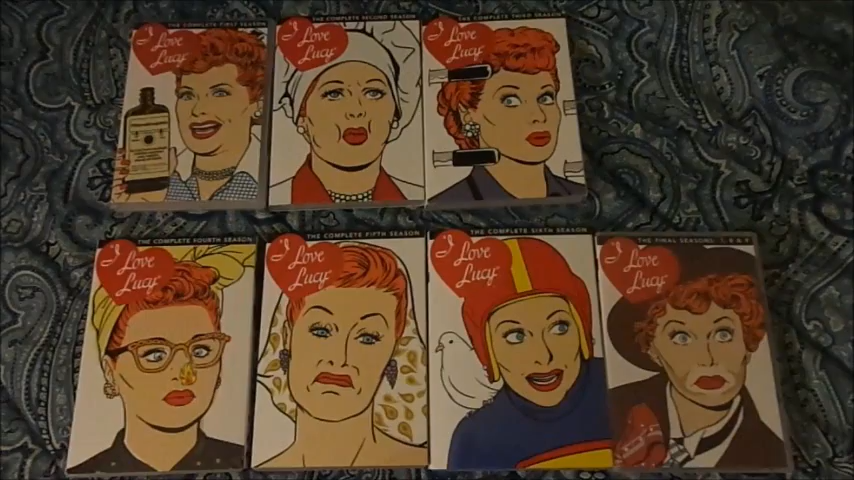 THE COMPLETE FIRST SEASON
I Love
Lucy
THE COMPLETE SECOND SEASON
I Love
Lucy
THE COMPLETE THIRD SEASON
I Love
Lucy
THE COMPLETE FOURTH SEASON
I Love
Lucy
THE COMPLETE FIFTH SEASON
I Love
Lucy
THE COMPLETE SIXTH SEASON
I Love
Lucy
THE FINAL SEASONS: 7, 8 & 9
I Love
Lucy